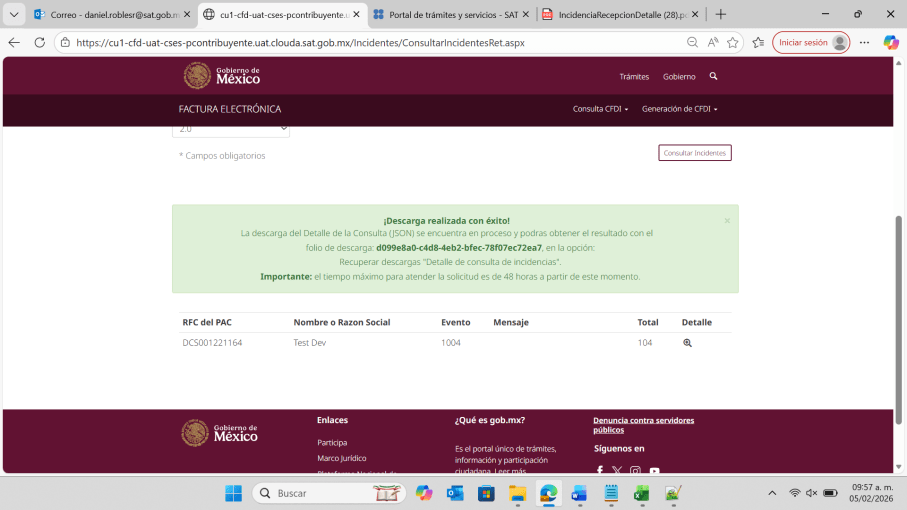 Correo - daniel.roblesr@sat.gob.m
cu1-cfd-uat-cses-pcontribuyente.u
Portal de trámites y servicios - SAT
IncidenciaRecepcionDetalle (28).p
https://cu1-cfd-uat-cses-pcontribuyente.uat.clouda.sat.gob.mx/Incidentes/ConsultarIncidentesRet.aspx
Iniciar sesión
Gobierno de
México
Trámites
Gobierno
FACTURA ELECTRÓNICA
Consulta CFDI
Generación de CFDI
2.0
* Campos obligatorios
Consultar Incidentes
¡Descarga realizada con éxito!
×
La descarga del Detalle de la Consulta (JSON) se encuentra en proceso y podras obtener el resultado con el
folio de descarga: d099e8a0-c4d8-4eb2-bfec-78f07ec72ea7, en la opción:
Recuperar descargas "Detalle de consulta de incidencias".
Importante: el tiempo máximo para atender la solicitud es de 48 horas a partir de este momento.
RFC del PAC Nombre o Razon Social Evento Mensaje Total Detalle
DCS001221164 Test Dev 1004 104
Gobierno de
México
Enlaces
Participa
Marco Jurídico
Plataforma Nacional de
¿Qué es gob.mx?
Es el portal único de trámites,
información y participación
ciudadana. Leer más
Denuncia contra servidores
públicos
Síguenos en
Buscar
09:57 a. m.
05/02/2026